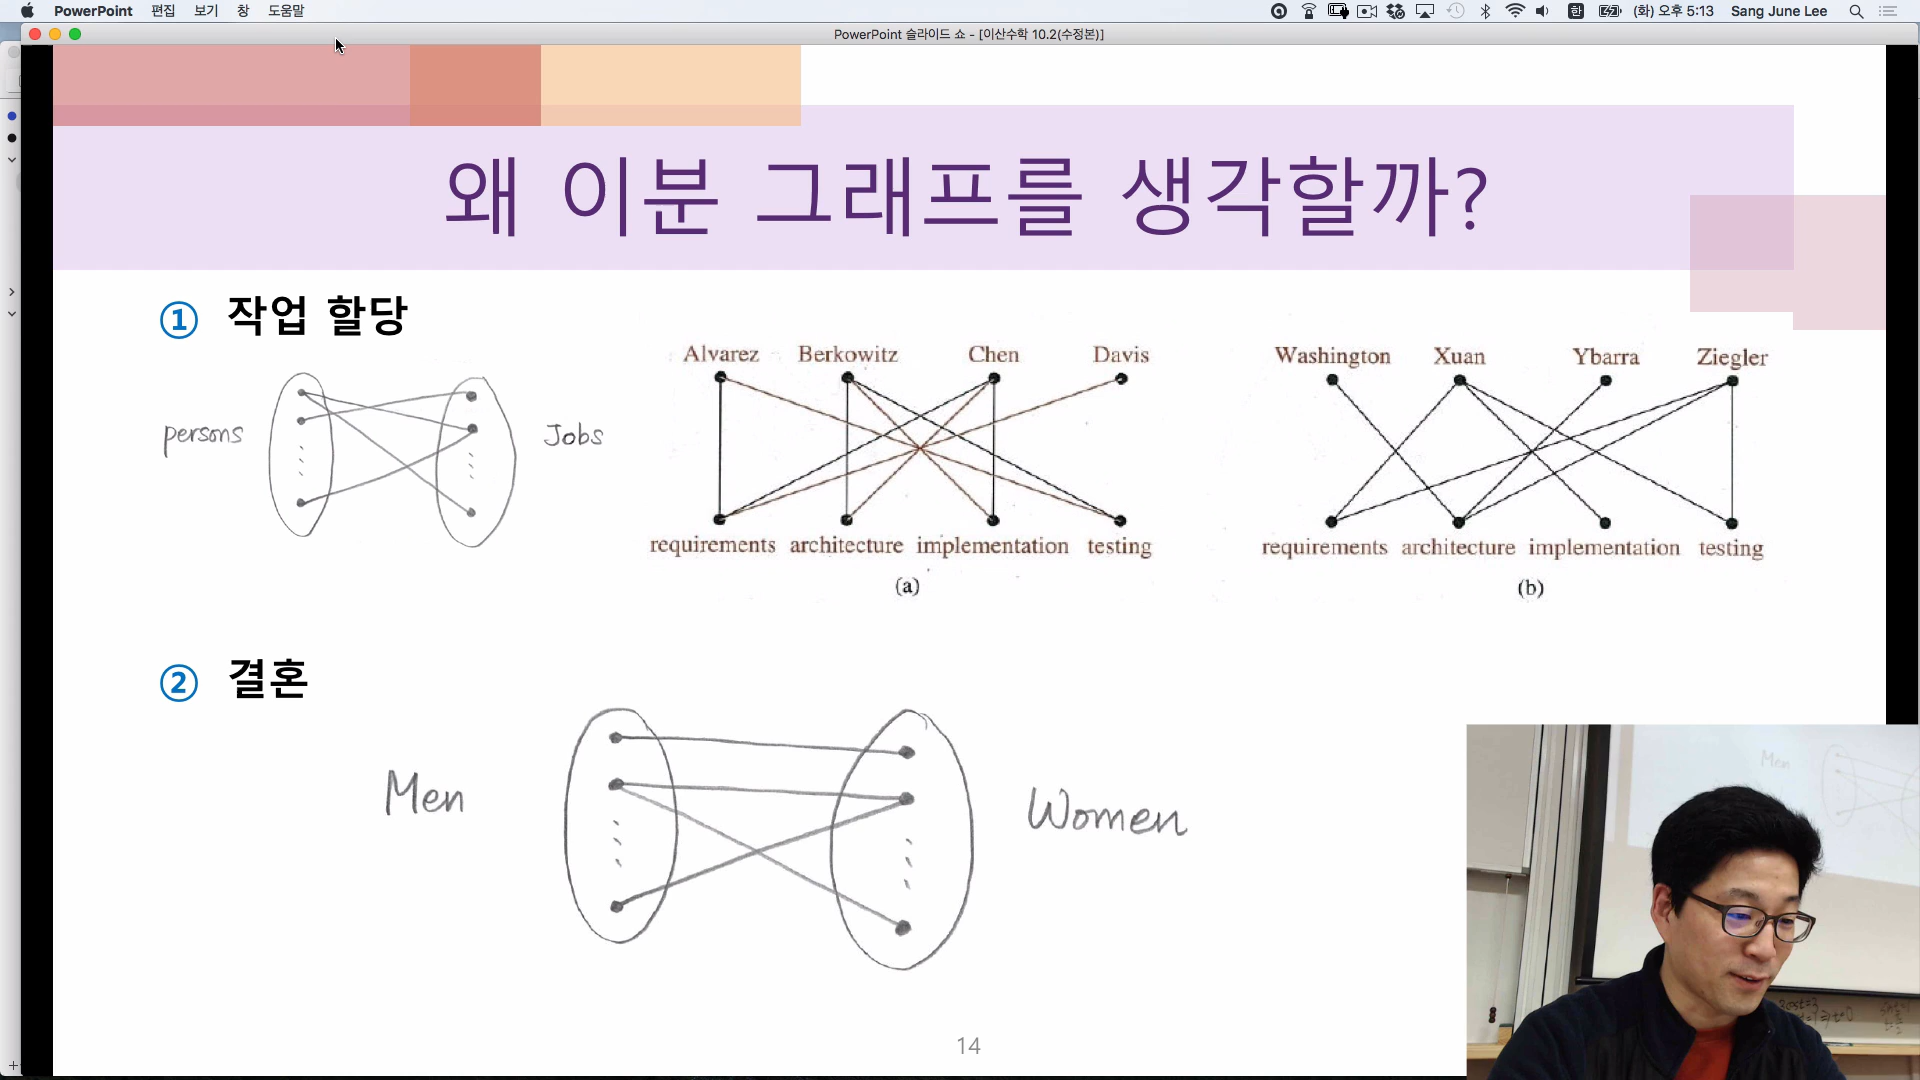 PowerPoint 편집 보기 창 도움말 (화) 오후 5:13 Sang June Lee
PowerPoint 슬라이드 쇼 - [이산수학 10.2(수정본)]
왜 이분 그래프를 생각할까?
① 작업 할당
persons
Jobs
Alvarez Berkowitz Chen Davis
requirements architecture implementation testing
(a)
Washington Xuan Ybarra Ziegler
requirements architecture implementation testing
(b)
② 결혼
Men
Women
14
Men